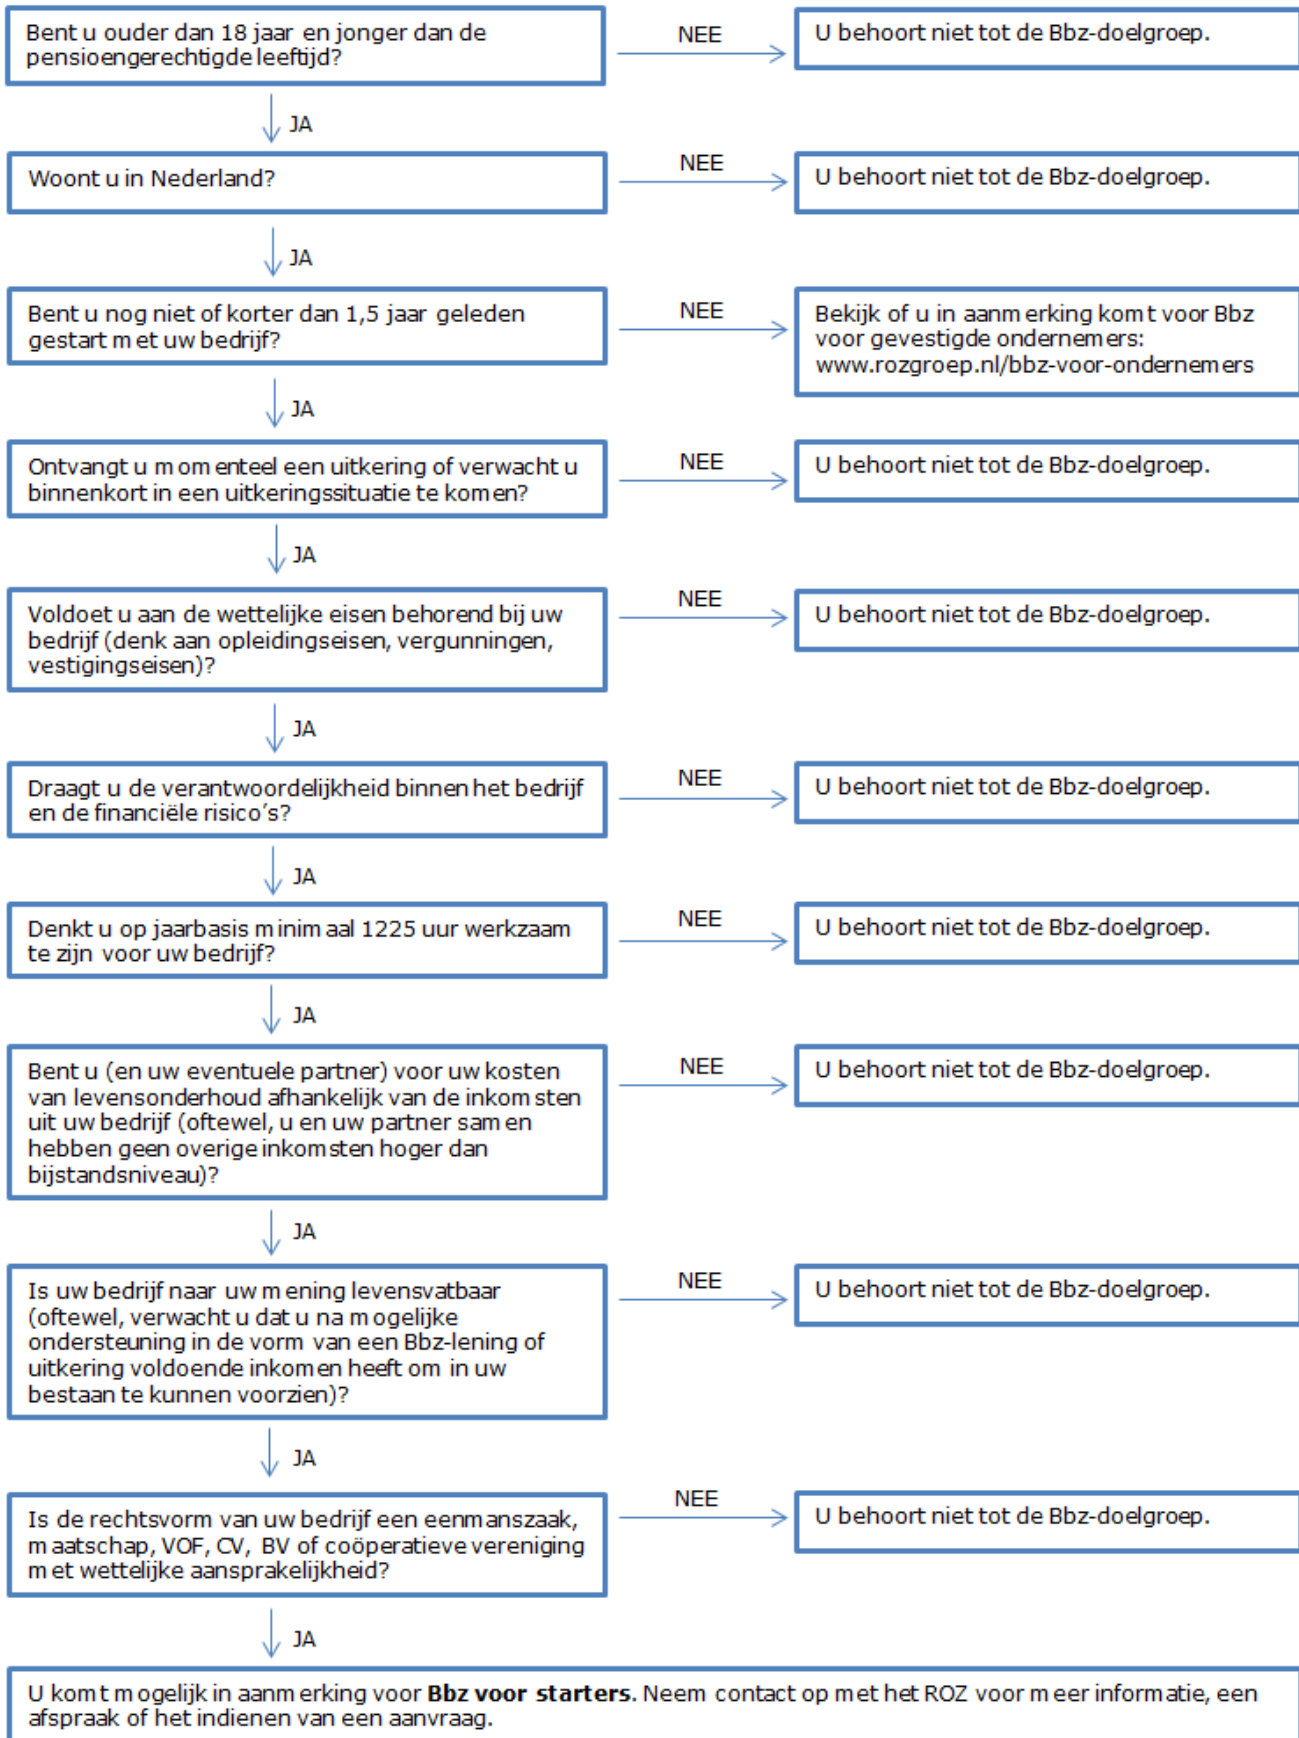 Bent u ouder dan 18 jaar en jonger dan de
pensioengerechtigde leeftijd?
NEE
U behoort niet tot de Bbz-doelgroep.
JA
Woont u in Nederland?
NEE
U behoort niet tot de Bbz-doelgroep.
JA
Bent u nog niet of korter dan 1,5 jaar geleden
gestart met uw bedrijf?
NEE
Bekijk of u in aanmerking komt voor Bbz
voor gevestigde ondernemers:
www.rozgroep.nl/bbz-voor-ondernemers
JA
Ontvangt u momenteel een uitkering of verwacht u
binnenkort in een uitkeringssituatie te komen?
NEE
U behoort niet tot de Bbz-doelgroep.
JA
Voldoet u aan de wettelijke eisen behorend bij uw
bedrijf (denk aan opleidingseisen, vergunningen,
vestigingseisen)?
NEE
U behoort niet tot de Bbz-doelgroep.
JA
Draagt u de verantwoordelijkheid binnen het bedrijf
en de financiële risico's?
NEE
U behoort niet tot de Bbz-doelgroep.
JA
Denkt u op jaarbasis minimaal 1225 uur werkzaam
te zijn voor uw bedrijf?
NEE
U behoort niet tot de Bbz-doelgroep.
JA
Bent u (en uw eventuele partner) voor uw kosten
van levensonderhoud afhankelijk van de inkomsten
uit uw bedrijf (oftewel, u en uw partner samen
hebben geen overige inkomsten hoger dan
bijstandsniveau)?
NEE
U behoort niet tot de Bbz-doelgroep.
JA
Is uw bedrijf naar uw mening levensvatbaar
(oftewel, verwacht u dat u na mogelijke
ondersteuning in de vorm van een Bbz-lening of
uitkering voldoende inkomen heeft om in uw
bestaan te kunnen voorzien)?
NEE
U behoort niet tot de Bbz-doelgroep.
JA
Is de rechtsvorm van uw bedrijf een eenmanszaak,
maatschap, VOF, CV, BV of coöperatieve vereniging
met wettelijke aansprakelijkheid?
NEE
U behoort niet tot de Bbz-doelgroep.
JA
U komt mogelijk in aanmerking voor Bbz voor starters. Neem contact op met het ROZ voor meer informatie, een
afspraak of het indienen van een aanvraag.